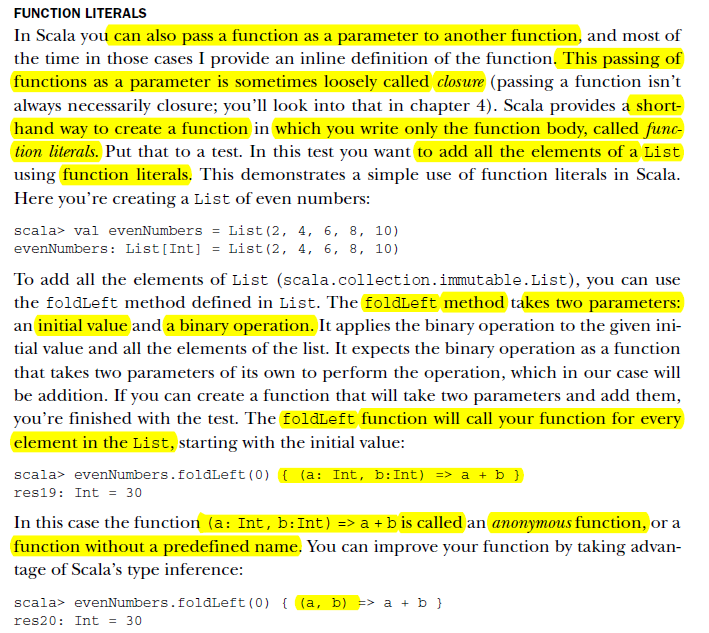 FUNCTION LITERALS
In Scala you can also pass a function as a parameter to another function, and most of
the time in those cases I provide an inline definition of the function. This passing of
functions as a parameter is sometimes loosely called closure (passing a function isn't
always necessarily closure; you'll look into that in chapter 4). Scala provides a short-
hand way to create a function in which you write only the function body, called func-
tion literals. Put that to a test. In this test you want to add all the elements of a List
using function literals. This demonstrates a simple use of function literals in Scala.
Here you're creating a List of even numbers:
scala> val evenNumbers = List(2, 4, 6, 8, 10)
evenNumbers: List[Int] = List(2, 4, 6, 8, 10)
To add all the elements of List (scala.collection.immutable.List), you can use
the foldLeft method defined in List. The foldLeft method takes two parameters:
an initial value and a binary operation. It applies the binary operation to the given ini-
tial value and all the elements of the list. It expects the binary operation as a function
that takes two parameters of its own to perform the operation, which in our case will
be addition. If you can create a function that will take two parameters and add them,
you're finished with the test. The foldLeft function will call your function for every
element in the List, starting with the initial value:
scala> evenNumbers.foldLeft(0) { (a: Int, b:Int) => a + b }
res19: Int = 30
In this case the function (a: Int, b:Int) => a + b is called an anonymous function, or a
function without a predefined name. You can improve your function by taking advan-
tage of Scala's type inference:
scala> evenNumbers.foldLeft(0) { (a, b) => a + b }
res20: Int = 30